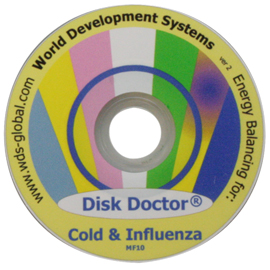 World Development Systems
www.wds-global.com
ver 2
Energy Balancing for:
Disk Doctor®
Cold & Influenza
MF10